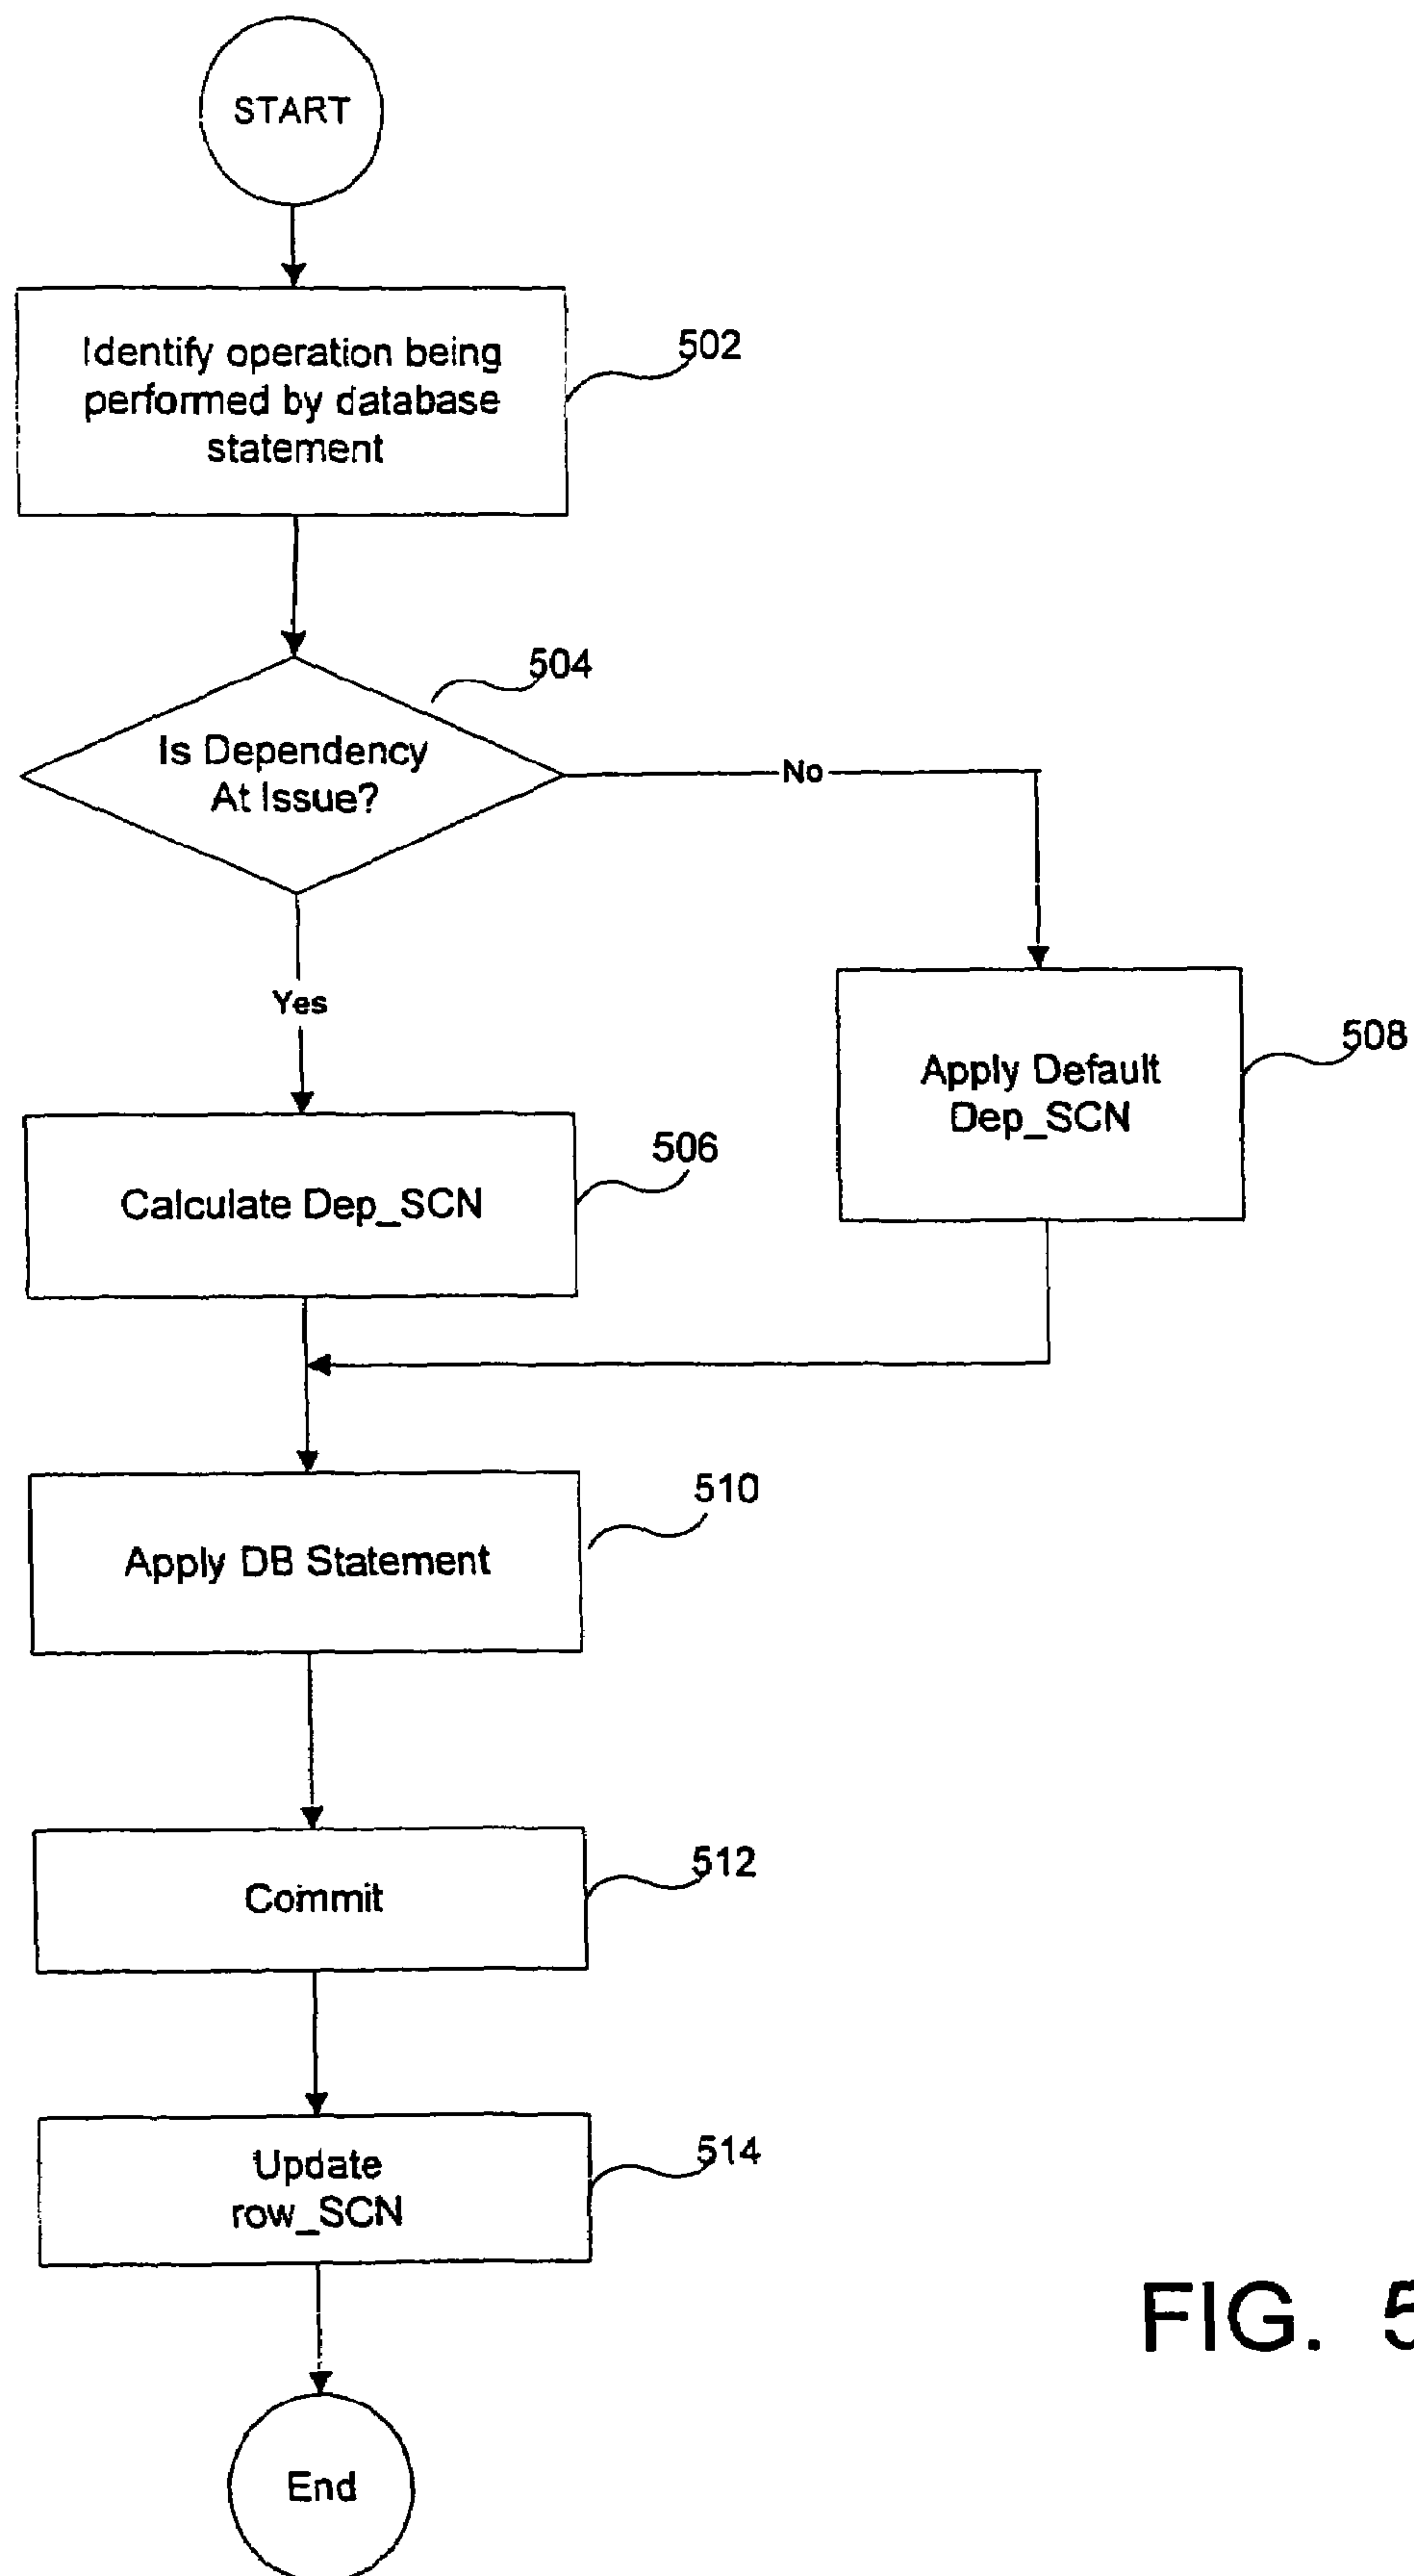 START
Identify operation being
performed by database
statement
502
504
Is Dependency
At Issue?
No
Yes
508
Apply Default
Dep_SCN
506
Calculate Dep_SCN
510
Apply DB Statement
512
Commit
514
Update
row_SCN
FIG. 5
End